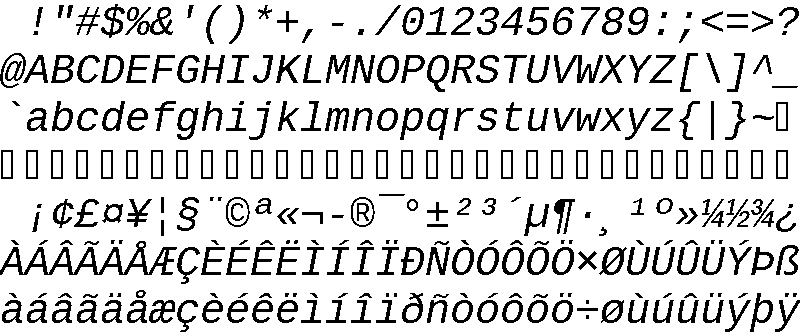 !"#$%&'()*+,-./0123456789:;<=>?
@ABCDEFGHIJKLMNOPQRSTUVWXYZ[\]^_
`abcdefghijklmnopqrstuvwxyz{|}~▯
▯▯▯▯▯▯▯▯▯▯▯▯▯▯▯▯▯▯▯▯▯▯▯▯▯▯▯▯▯▯▯▯
¡¢£¤¥¦§¨©ª«¬-®¯°±²³´µ¶·¸¹º»¼½¾¿
ÀÁÂÃÄÅÆÇÈÉÊËÌÍÎÏÐÑÒÓÔÕÖ×ØÙÚÛÜÝÞß
àáâãäåæçèéêëìíîïðñòóôõö÷øùúûüýþÿ